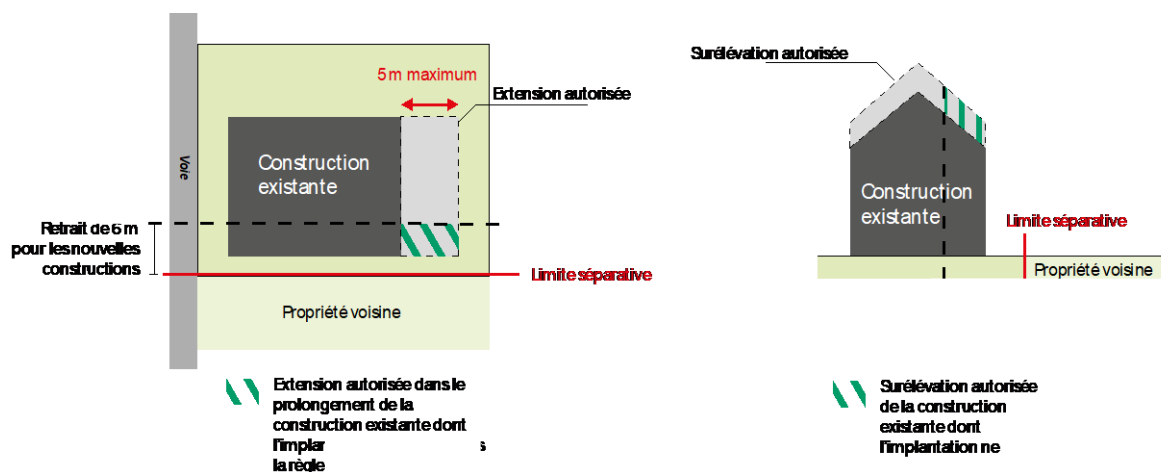 5 m maximum
Extension autorisée
Construction
existante
Voie
Retrait de 6 m
pour les nouvelles
constructions
Limite séparative
Propriété voisine
Extension autorisée dans le
prolongement de la
construction existante dont
la règle
Surélévation autorisée
Construction
existante
Limite séparative
Propriété voisine
Surélévation autorisée
de la construction
existante dont
l'implantation ne